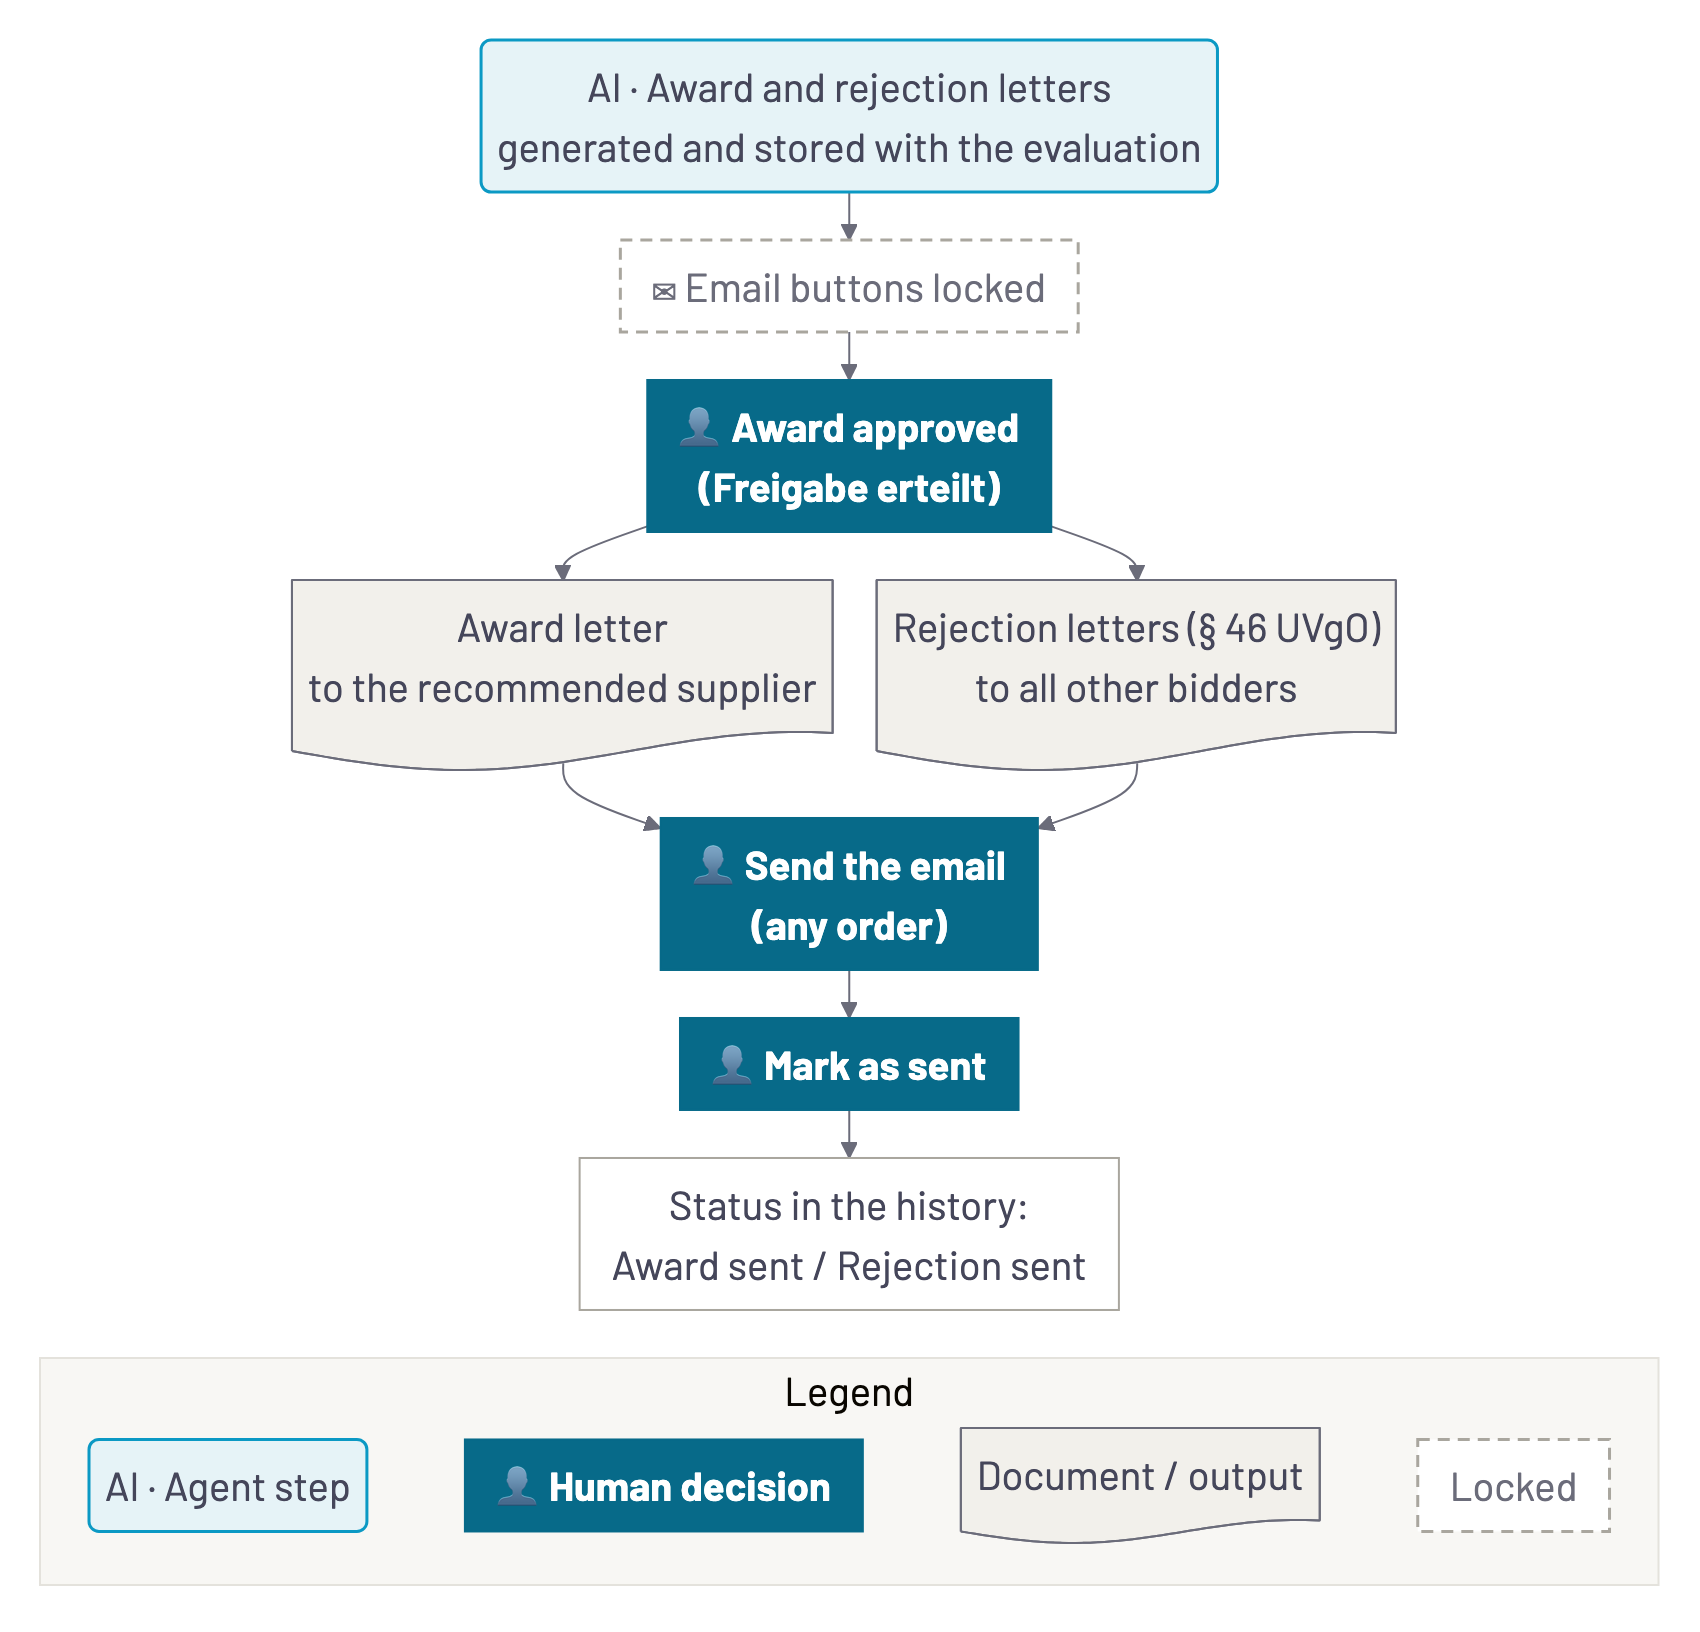 AI · Award and rejection letters
generated and stored with the evaluation
✉ Email buttons locked
👤 Award approved
(Freigabe erteilt)
Award letter
to the recommended supplier
Rejection letters (§ 46 UVgO)
to all other bidders
👤 Send the email
(any order)
👤 Mark as sent
Status in the history:
Award sent / Rejection sent
Legend
AI · Agent step
👤 Human decision
Document / output
Locked